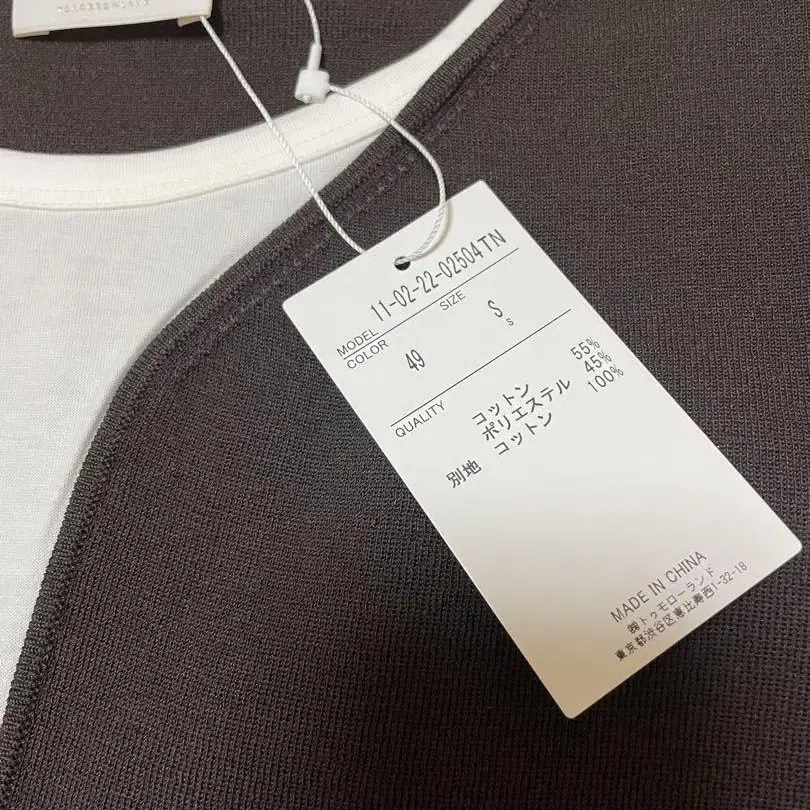 MODEL 11-02-22-02504TN
COLOR 49 SIZE S s
QUALITY コットン 55%
ポリエステル 45%
別地 コットン 100%
MADE IN CHINA
㈱トゥモローランド
東京都渋谷区恵比寿西1-32-18